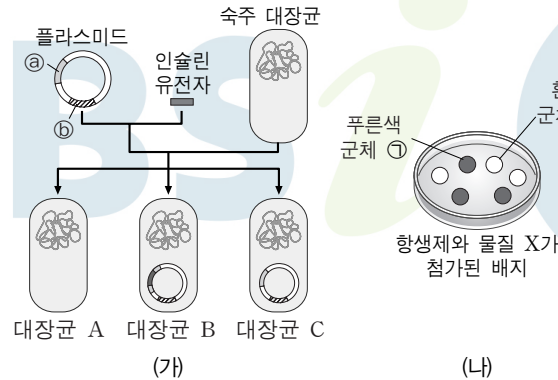 숙주 대장균
플라스미드
ⓐ
인슐린
유전자
ⓑ
푸른색
군체 ㉠
항생제와 물질 X가
첨가된 배지
대장균 A
대장균 B
대장균 C
(가)
(나)